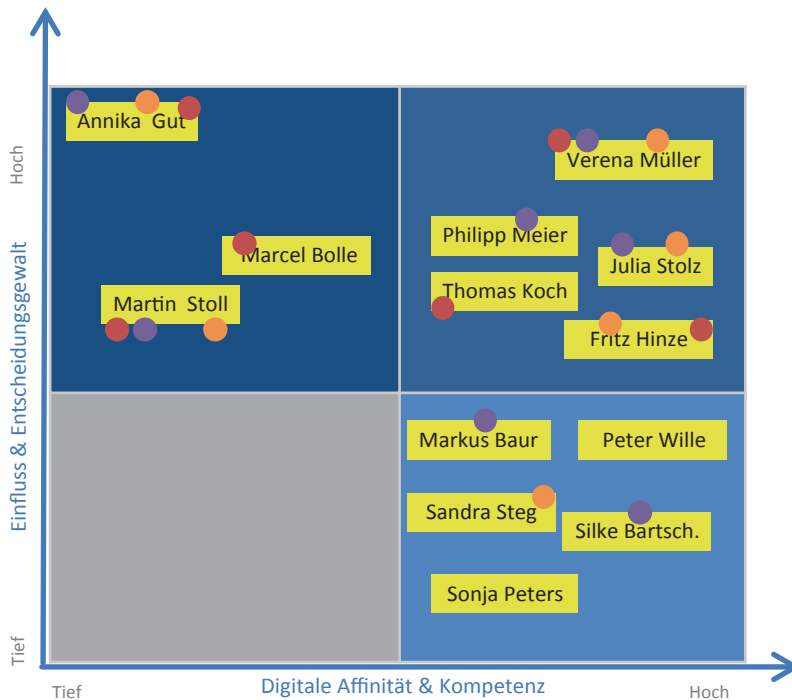 Annika Gut
Verena Müller
Hoch
Philipp Meier
Marcel Bolle
Julia Stolz
Thomas Koch
Martin Stoll
Fritz Hinze
Einfluss & Entscheidungsgewalt
Markus Baur
Peter Wille
Sandra Steg
Silke Bartsch.
Sonja Peters
Tief
Tief
Digitale Affinität & Kompetenz
Hoch